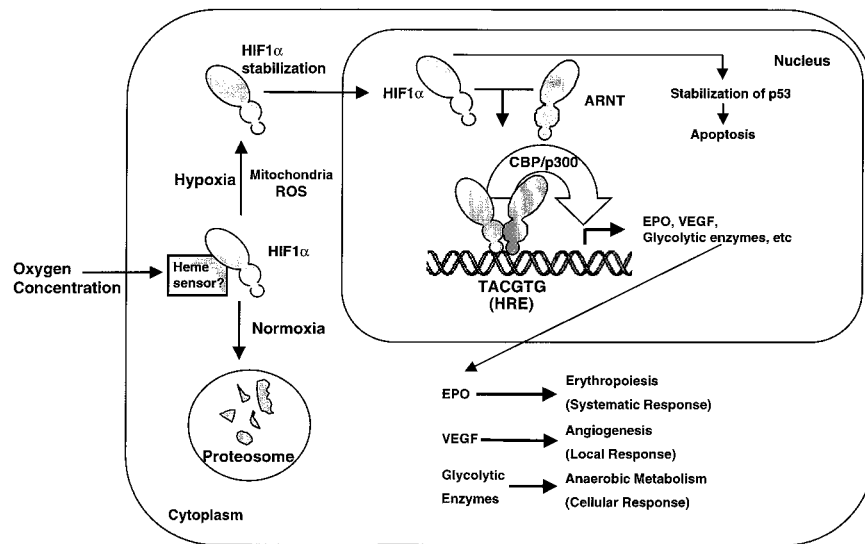 HIF1α
stabilization
Nucleus
HIF1α
ARNT
Stabilization of p53
Apoptosis
CBP/p300
Hypoxia
Mitochondria
ROS
EPO, VEGF,
Glycolytic enzymes, etc
HIF1α
Oxygen
Concentration
Heme
sensor?
TACGTG
(HRE)
Normoxia
Proteosome
EPO
Erythropoiesis
(Systematic Response)
VEGF
Angiogenesis
(Local Response)
Glycolytic
Enzymes
Anaerobic Metabolism
(Cellular Response)
Cytoplasm